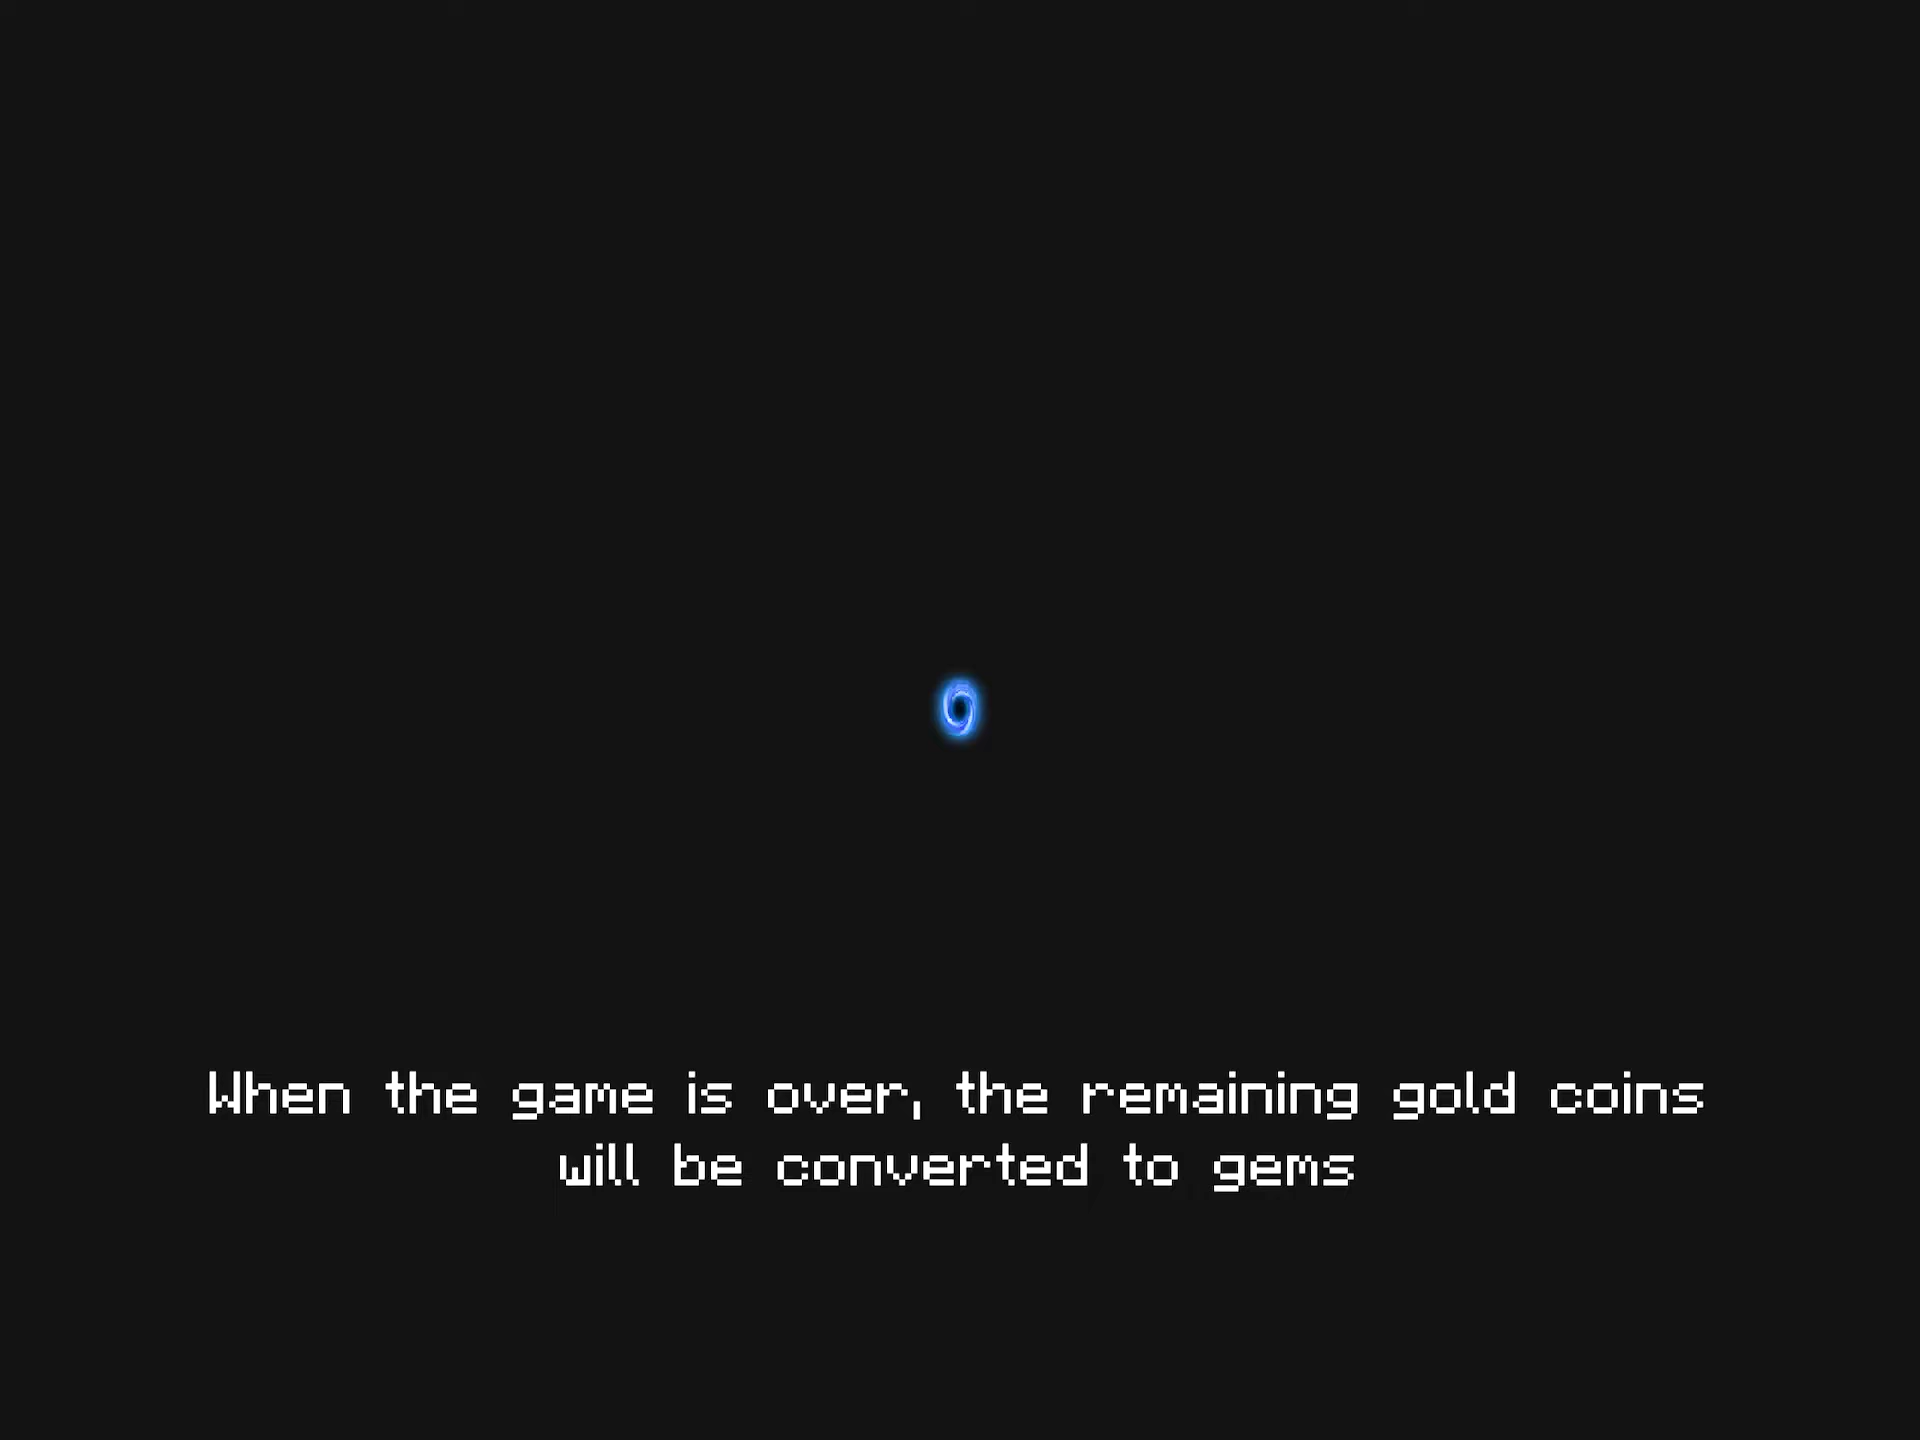 When the game is over, the remaining gold coins
will be converted to gems